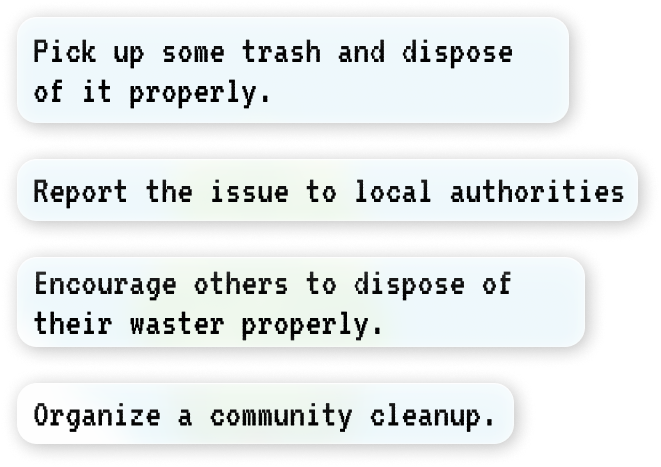 Pick up some trash and dispose
of it properly.
Report the issue to local authorities
Encourage others to dispose of
their waster properly.
Organize a community cleanup.